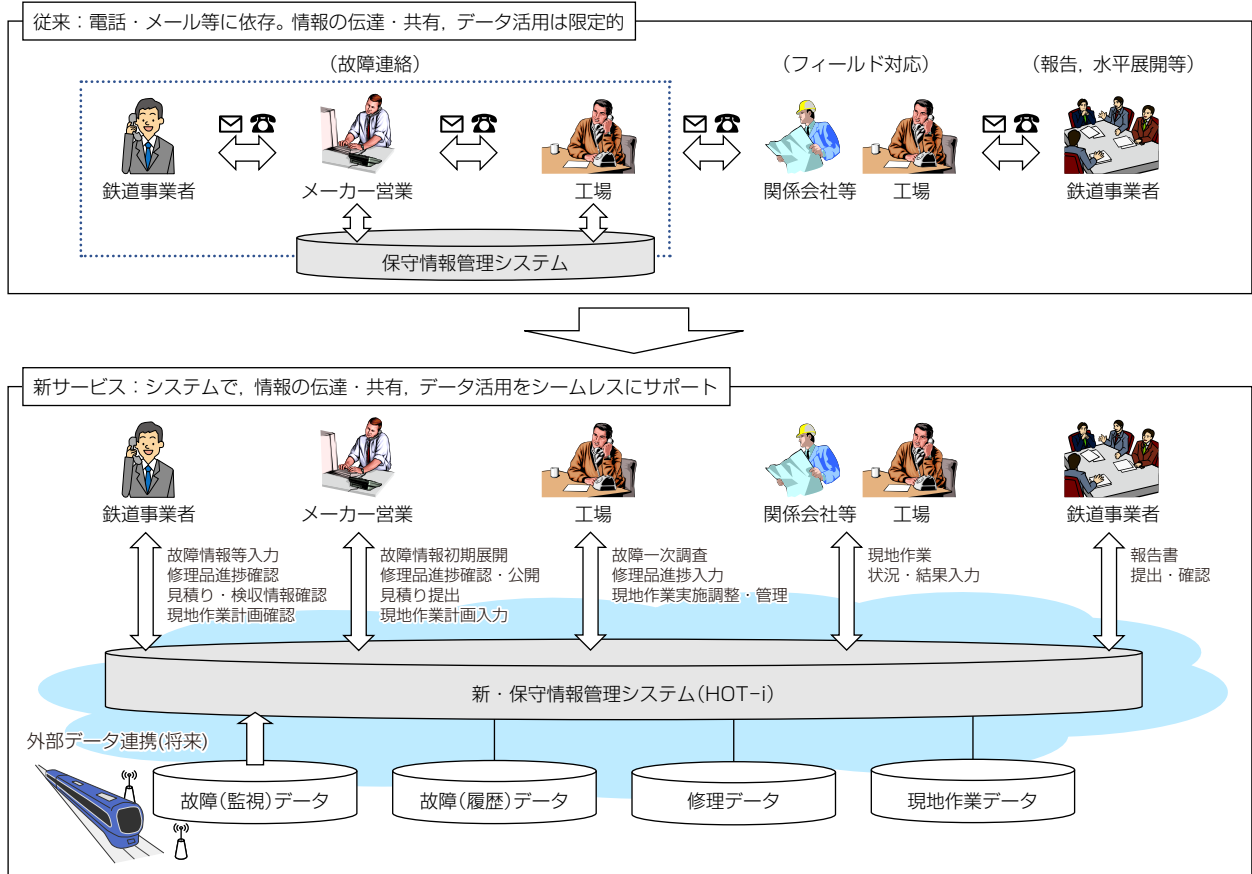 従来：電話・メール等に依存。情報の伝達・共有，データ活用は限定的
（故障連絡）
（フィールド対応）
（報告，水平展開等）
鉄道事業者
メーカー営業
工場
関係会社等
工場
鉄道事業者
保守情報管理システム
新サービス：システムで，情報の伝達・共有，データ活用をシームレスにサポート
鉄道事業者
メーカー営業
工場
関係会社等
工場
鉄道事業者
故障情報等入力
修理品進捗確認
見積り・検収情報確認
現地作業計画確認
故障情報初期展開
修理品進捗確認・公開
見積り提出
現地作業計画入力
故障一次調査
修理品進捗入力
現地作業実施調整・管理
現地作業
状況・結果入力
報告書
提出・確認
新・保守情報管理システム（HOT-i）
外部データ連携(将来)
故障（監視）データ
故障（履歴）データ
修理データ
現地作業データ